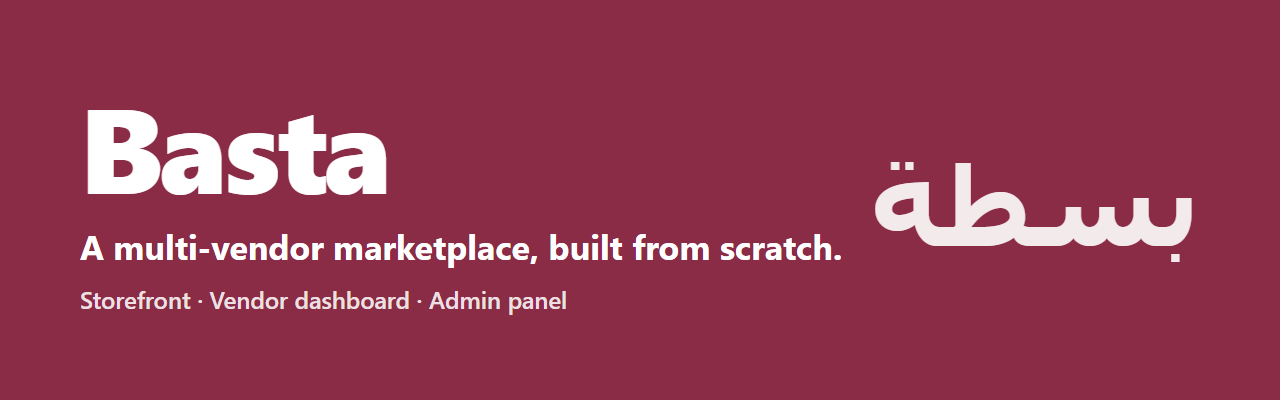 Basta
بسطة
A multi-vendor marketplace, built from scratch.
Storefront · Vendor dashboard · Admin panel